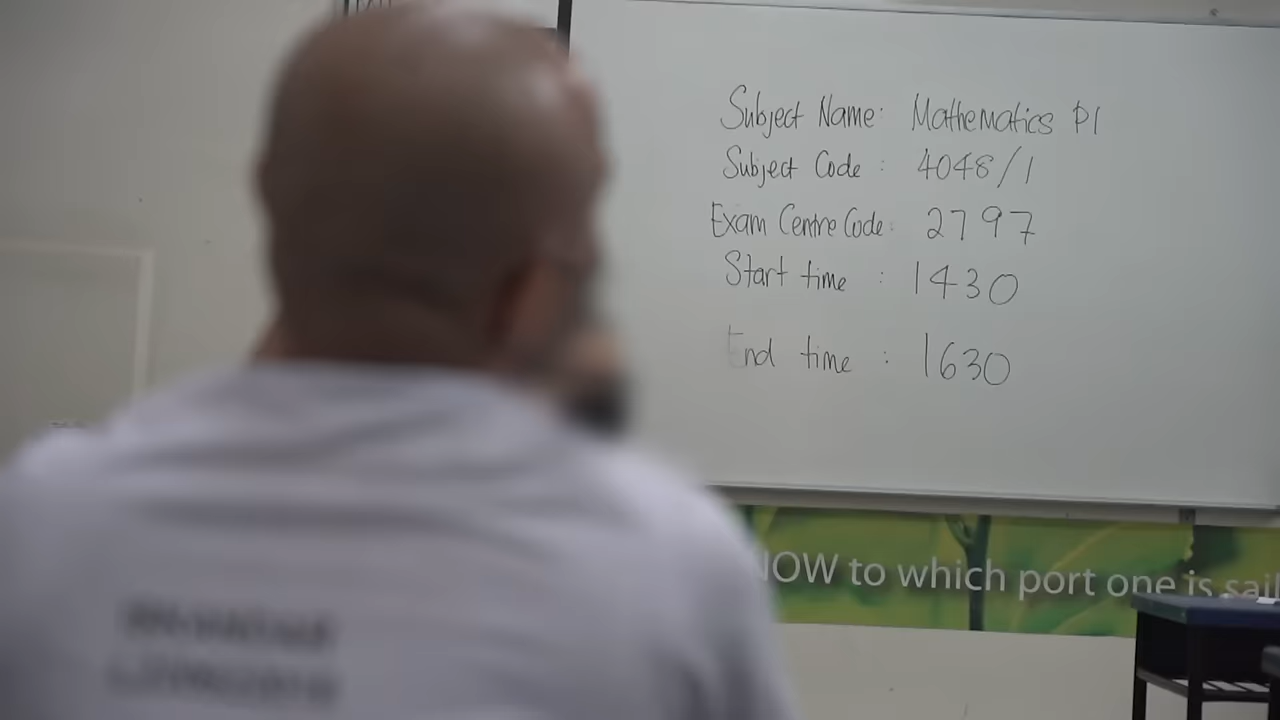 Subject Name: Mathematics P1
Subject Code : 4048/1
Exam Centre Code: 2797
Start time : 1430
End time : 1630
NOW to which port one is sail